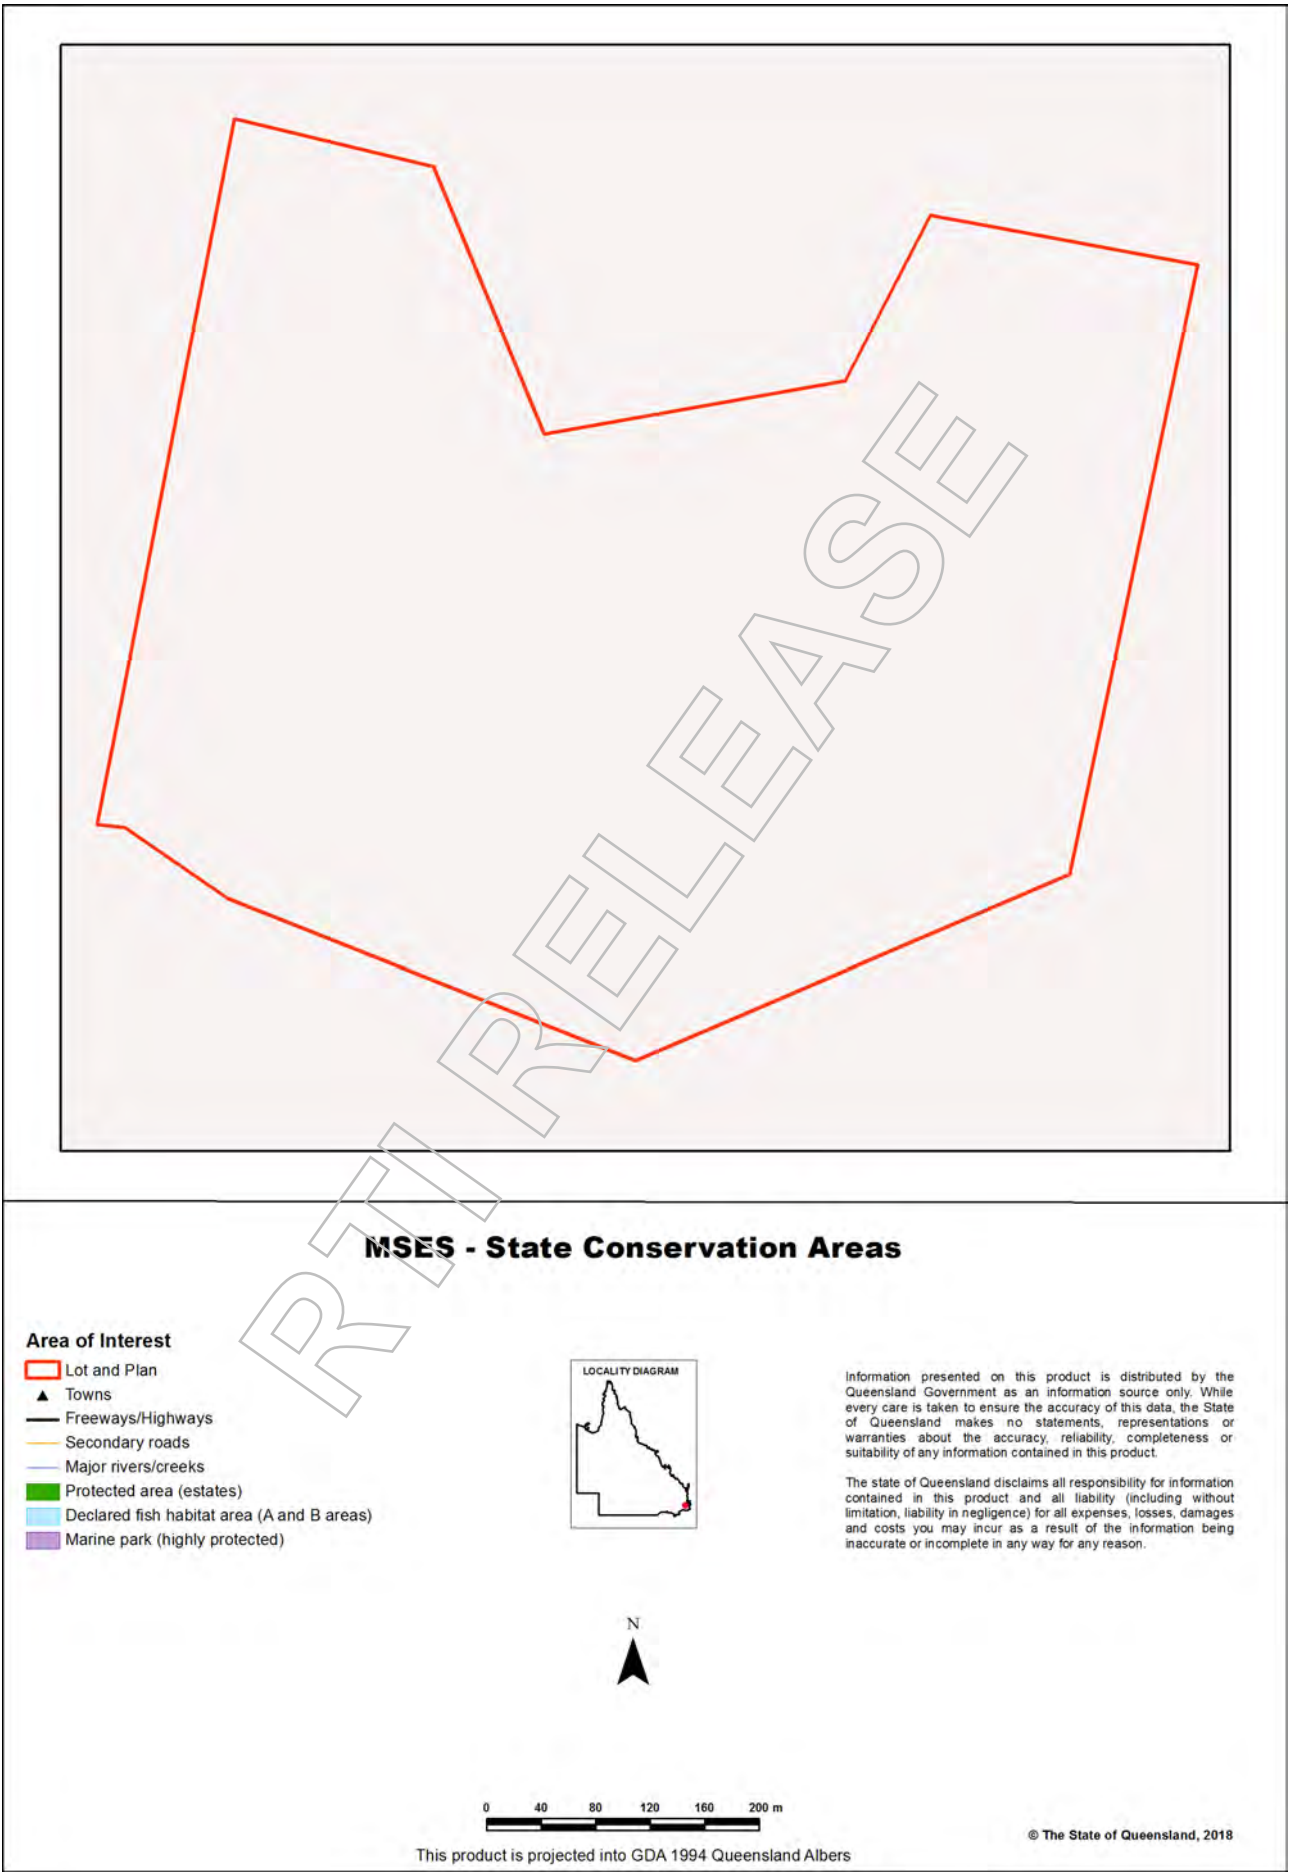 RTI RELEASE
MSES - State Conservation Areas
Area of Interest
Lot and Plan
Towns
Freeways/Highways
Secondary roads
Major rivers/creeks
Protected area (estates)
Declared fish habitat area (A and B areas)
Marine park (highly protected)
LOCALITY DIAGRAM
Information presented on this product is distributed by the
Queensland Government as an information source only. While
every care is taken to ensure the accuracy of this data, the State
of Queensland makes no statements, representations or
warranties about the accuracy, reliability, completeness or
suitability of any information contained in this product.
The state of Queensland disclaims all responsibility for information
contained in this product and all liability (including without
limitation, liability in negligence) for all expenses, losses, damages
and costs you may incur as a result of the information being
inaccurate or incomplete in any way for any reason.
N
0 40 80 120 160 200 m
This product is projected into GDA 1994 Queensland Albers
© The State of Queensland, 2018